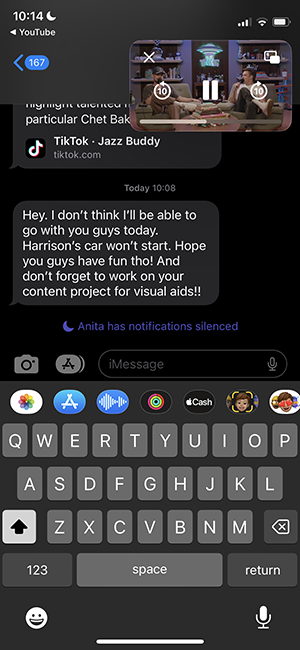 10:14
◀ YouTube
167
10
10
highlight talented
particular Chet Bak
TikTok · Jazz Buddy
tiktok.com
Today 10:08
Hey. I don’t think I’ll be able to
go with you guys today.
Harrison’s car won’t start. Hope
you guys have fun tho! And
don’t forget to work on your
content project for visual aids!!
Anita has notifications silenced
iMessage
Cash
Q W E R T Y U I O P
A S D F G H J K L
Z X C V B N M
123 space return